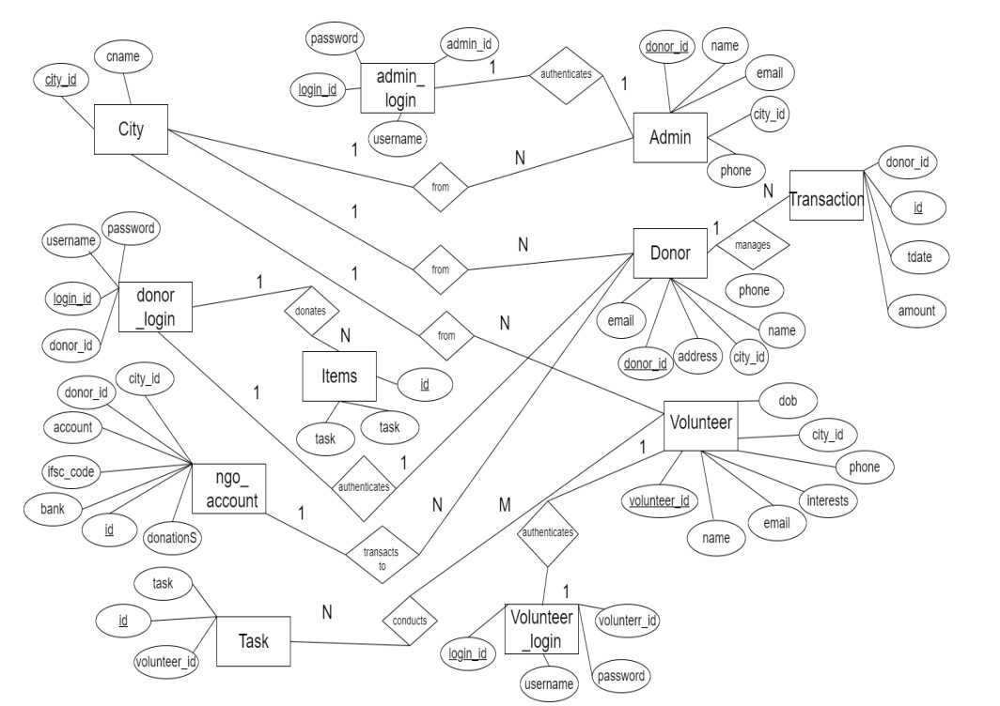 password
admin_id
login_id
admin_
login
username
1
authenticates
1
donor_id
name
email
city_id
phone
Admin
cname
city_id
City
1
from
N
1
from
N
1
from
N
donor_id
id
tdate
amount
Transaction
N
manages
1
Donor
phone
email
donor_id
address
city_id
name
username
password
login_id
donor_id
donor
_login
1
donates
N
Items
id
task
task
1
authenticates
1
donor_id
city_id
account
ifsc_code
bank
id
donationS
ngo_
account
1
transacts
to
N
Volunteer
dob
city_id
phone
interests
email
name
volunteer_id
1
authenticates
1
M
conducts
N
task
id
volunteer_id
Task
Volunteer
_login
login_id
username
password
volunterr_id